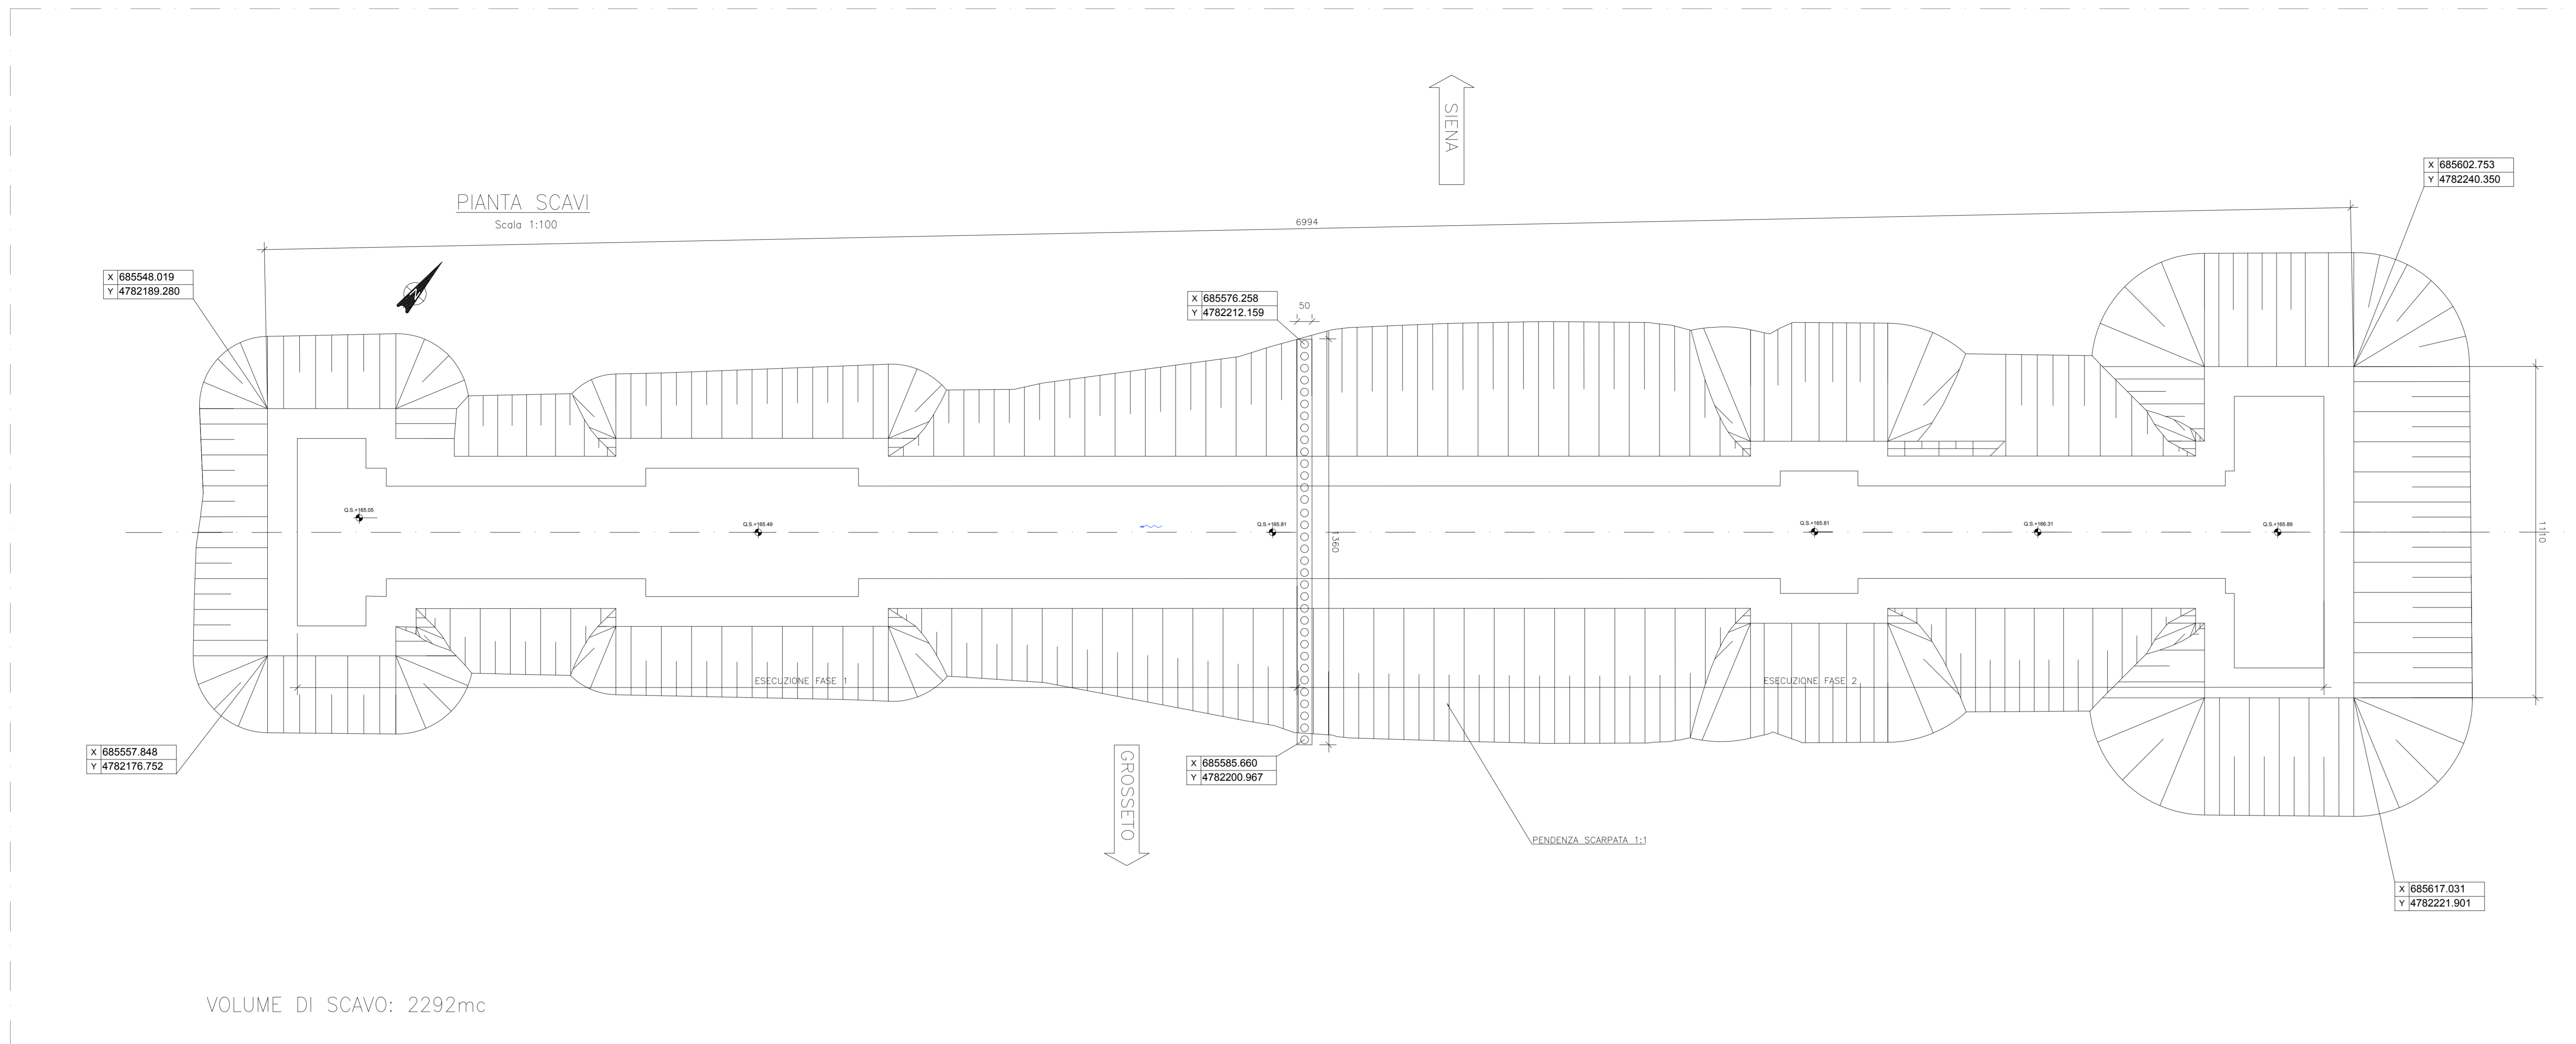 SIENA
X 685602.753
Y 4782240.350
PIANTA SCAVI
Scala 1:100
6994
X 685548.019
Y 4782189.280
N
X 685576.258
Y 4782212.159
50
Q.S.+165.05
Q.S.+165.49
Q.S.+165.81
1360
Q.S.+165.81
Q.S.+166.31
Q.S.+165.89
1110
ESECUZIONE FASE 1
ESECUZIONE FASE 2
X 685557.848
Y 4782176.752
GROSSETO
X 685585.660
Y 4782200.967
PENDENZA SCARPATA 1:1
X 685617.031
Y 4782221.901
VOLUME DI SCAVO: 2292mc